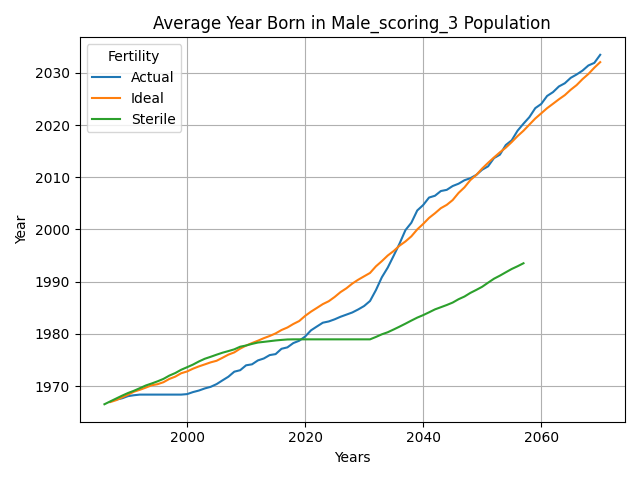 Average Year Born in Male_scoring_3 Population
Fertility
Actual
Ideal
Sterile
2030
2020
2010
2000
1990
1980
1970
Year
2000
2020
2040
2060
Years